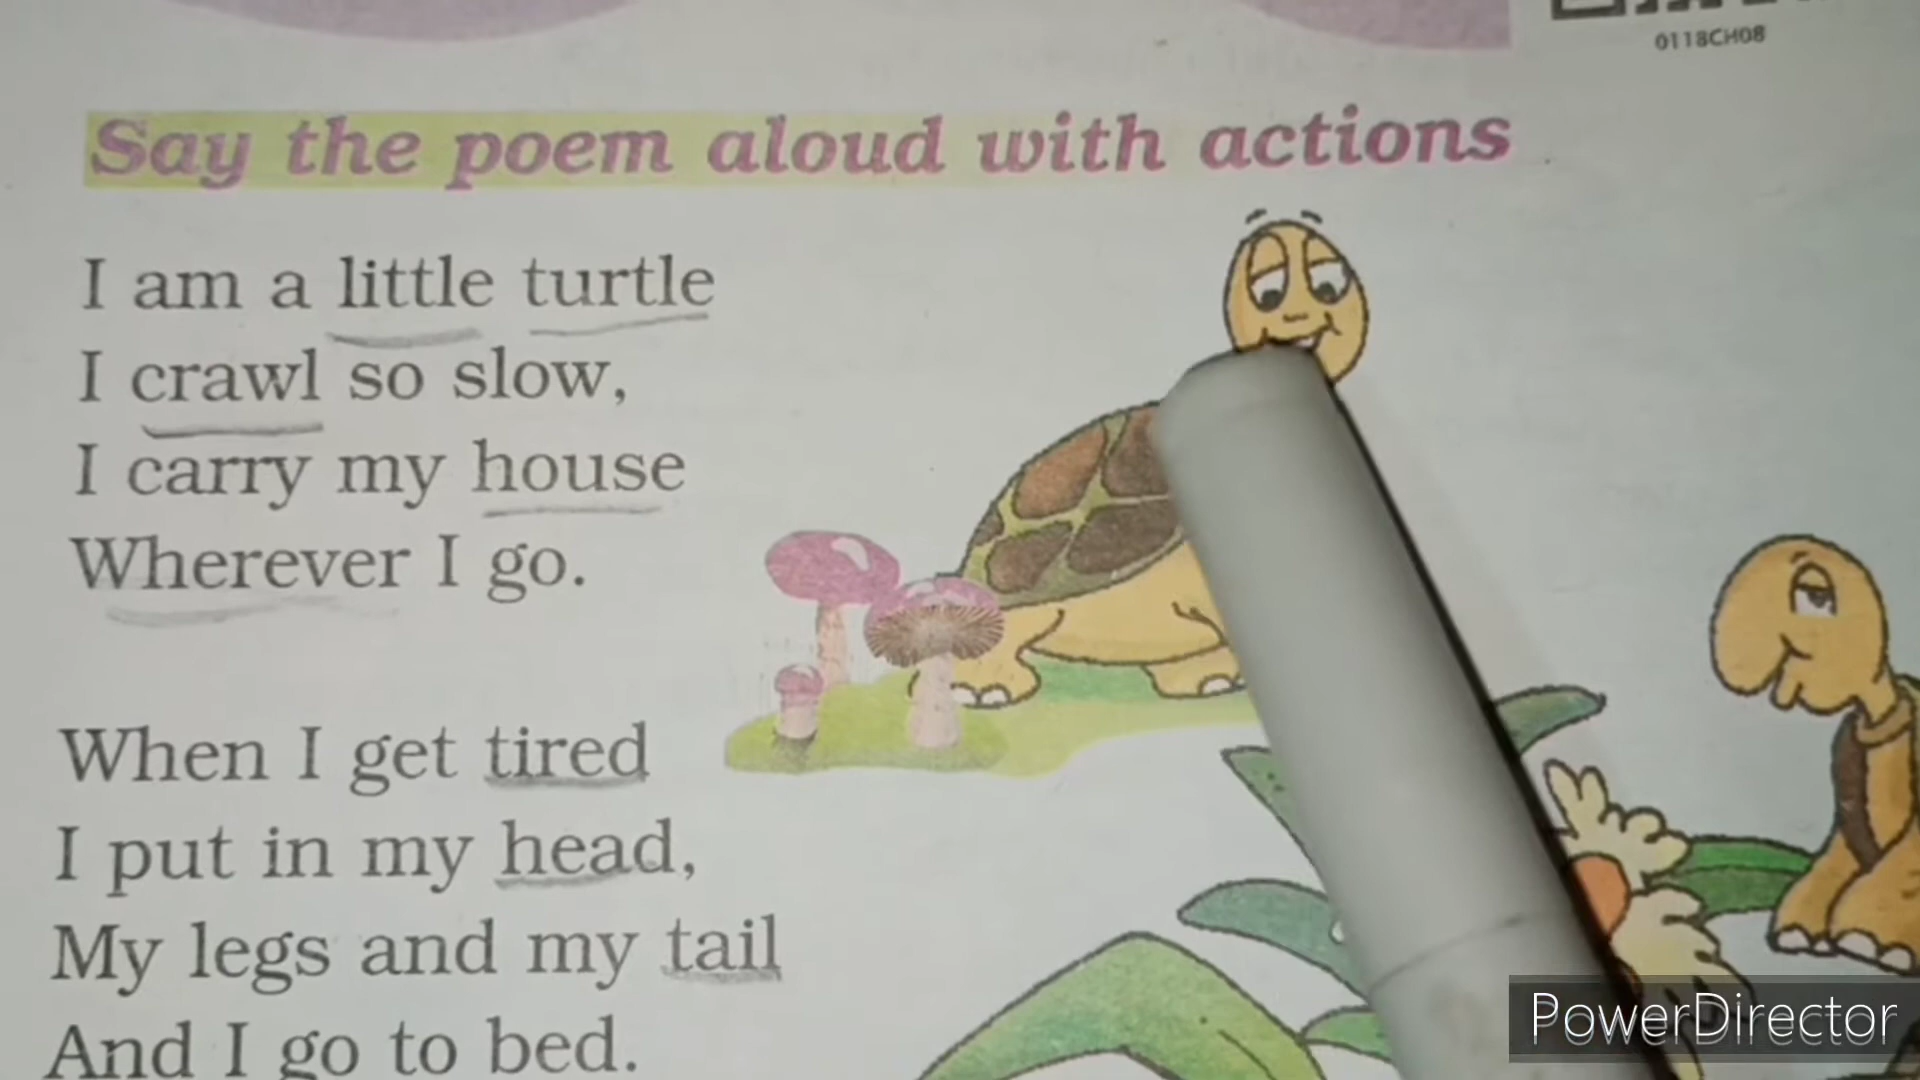 0118CH08
Say the poem aloud with actions
I am a little turtle
I crawl so slow,
I carry my house
Wherever I go.
When I get tired
I put in my head,
My legs and my tail
And I go to bed.
PowerDirector